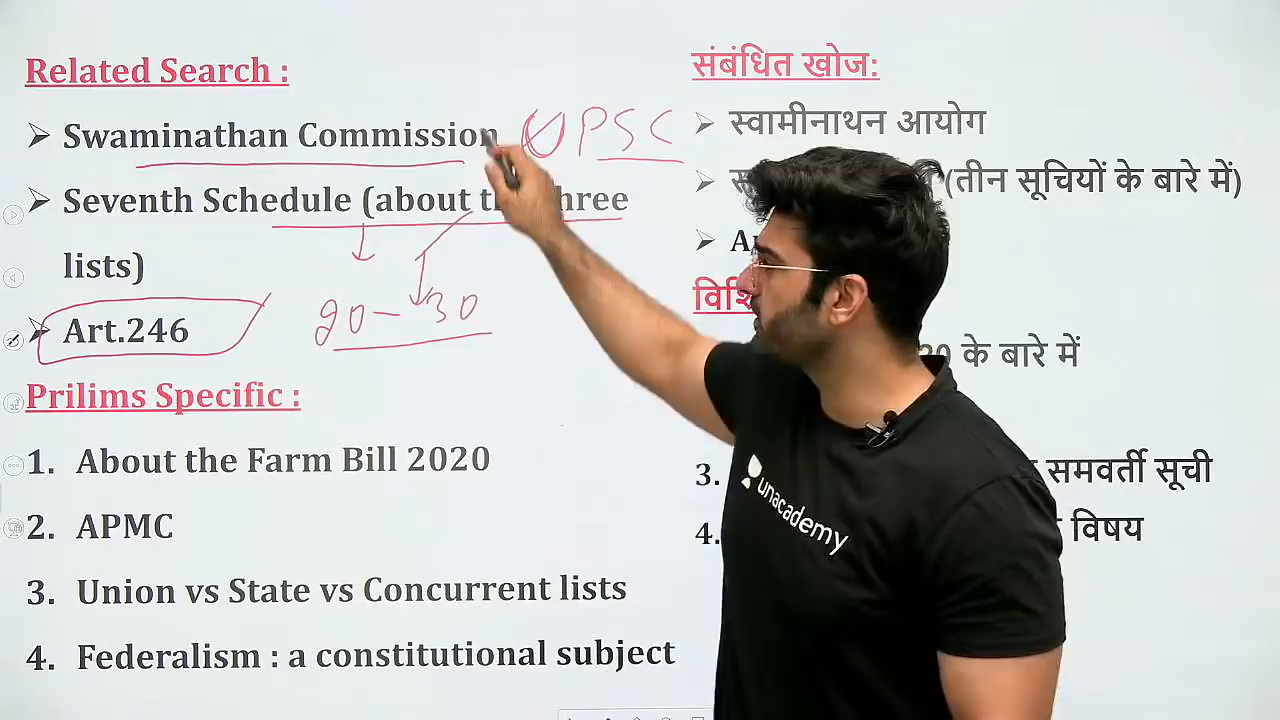 Related Search :
Swaminathan Commission UPSC
Seventh Schedule (about three
lists)
20-30
Art.246
Prilims Specific :
1. About the Farm Bill 2020
2. APMC
3. Union vs State vs Concurrent lists
4. Federalism : a constitutional subject
संबंधित खोज:
स्वामीनाथन आयोग
(तीन सूचियों के बारे में)
के बारे में
3. समवर्ती सूची
4. विषय
unacademy